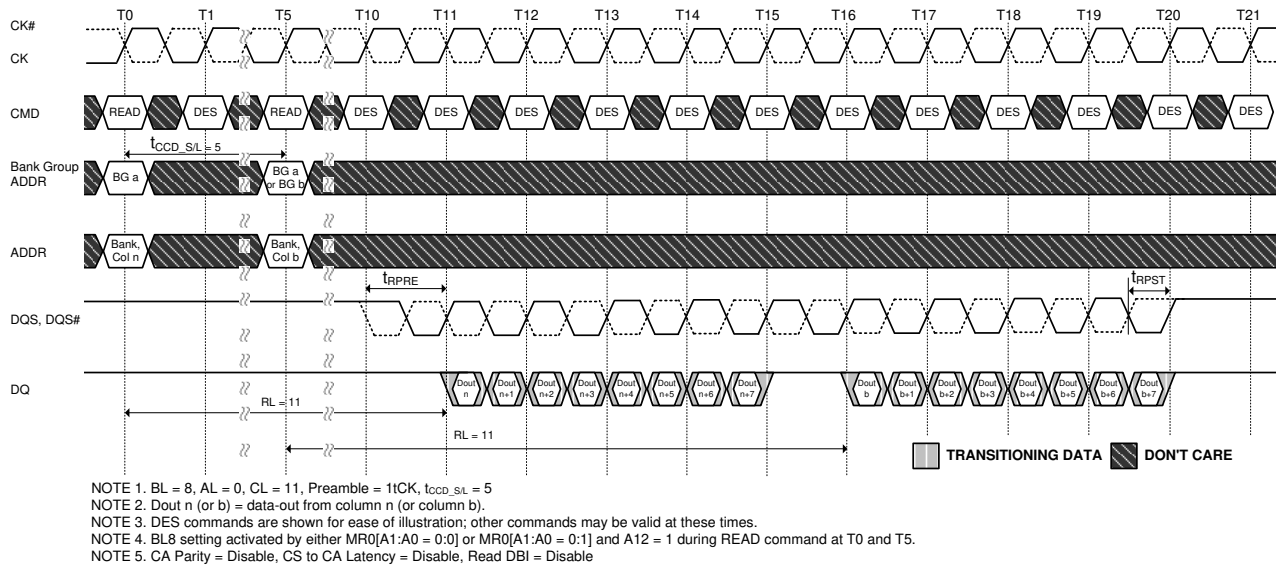 T0 T1 T5 T10 T11 T12 T13 T14 T15 T16 T17 T18 T19 T20 T21
CK#
CK
CMD READ DES READ DES DES DES DES DES DES DES DES DES DES DES DES
tCCD_S/L = 5
Bank Group
ADDR
BG a
BG a
or BG b
ADDR
Bank,
Col n
Bank,
Col b
tRPRE
tRPST
DQS, DQS#
DQ
Dout
n
Dout
n+1
Dout
n+2
Dout
n+3
Dout
n+4
Dout
n+5
Dout
n+6
Dout
n+7
Dout
b
Dout
b+1
Dout
b+2
Dout
b+3
Dout
b+4
Dout
b+5
Dout
b+6
Dout
b+7
RL = 11
RL = 11
TRANSITIONING DATA DON'T CARE
NOTE 1. BL = 8, AL = 0, CL = 11, Preamble = 1tCK, tCCD_S/L = 5
NOTE 2. Dout n (or b) = data-out from column n (or column b).
NOTE 3. DES commands are shown for ease of illustration; other commands may be valid at these times.
NOTE 4. BL8 setting activated by either MR0[A1:A0 = 0:0] or MR0[A1:A0 = 0:1] and A12 = 1 during READ command at T0 and T5.
NOTE 5. CA Parity = Disable, CS to CA Latency = Disable, Read DBI = Disable